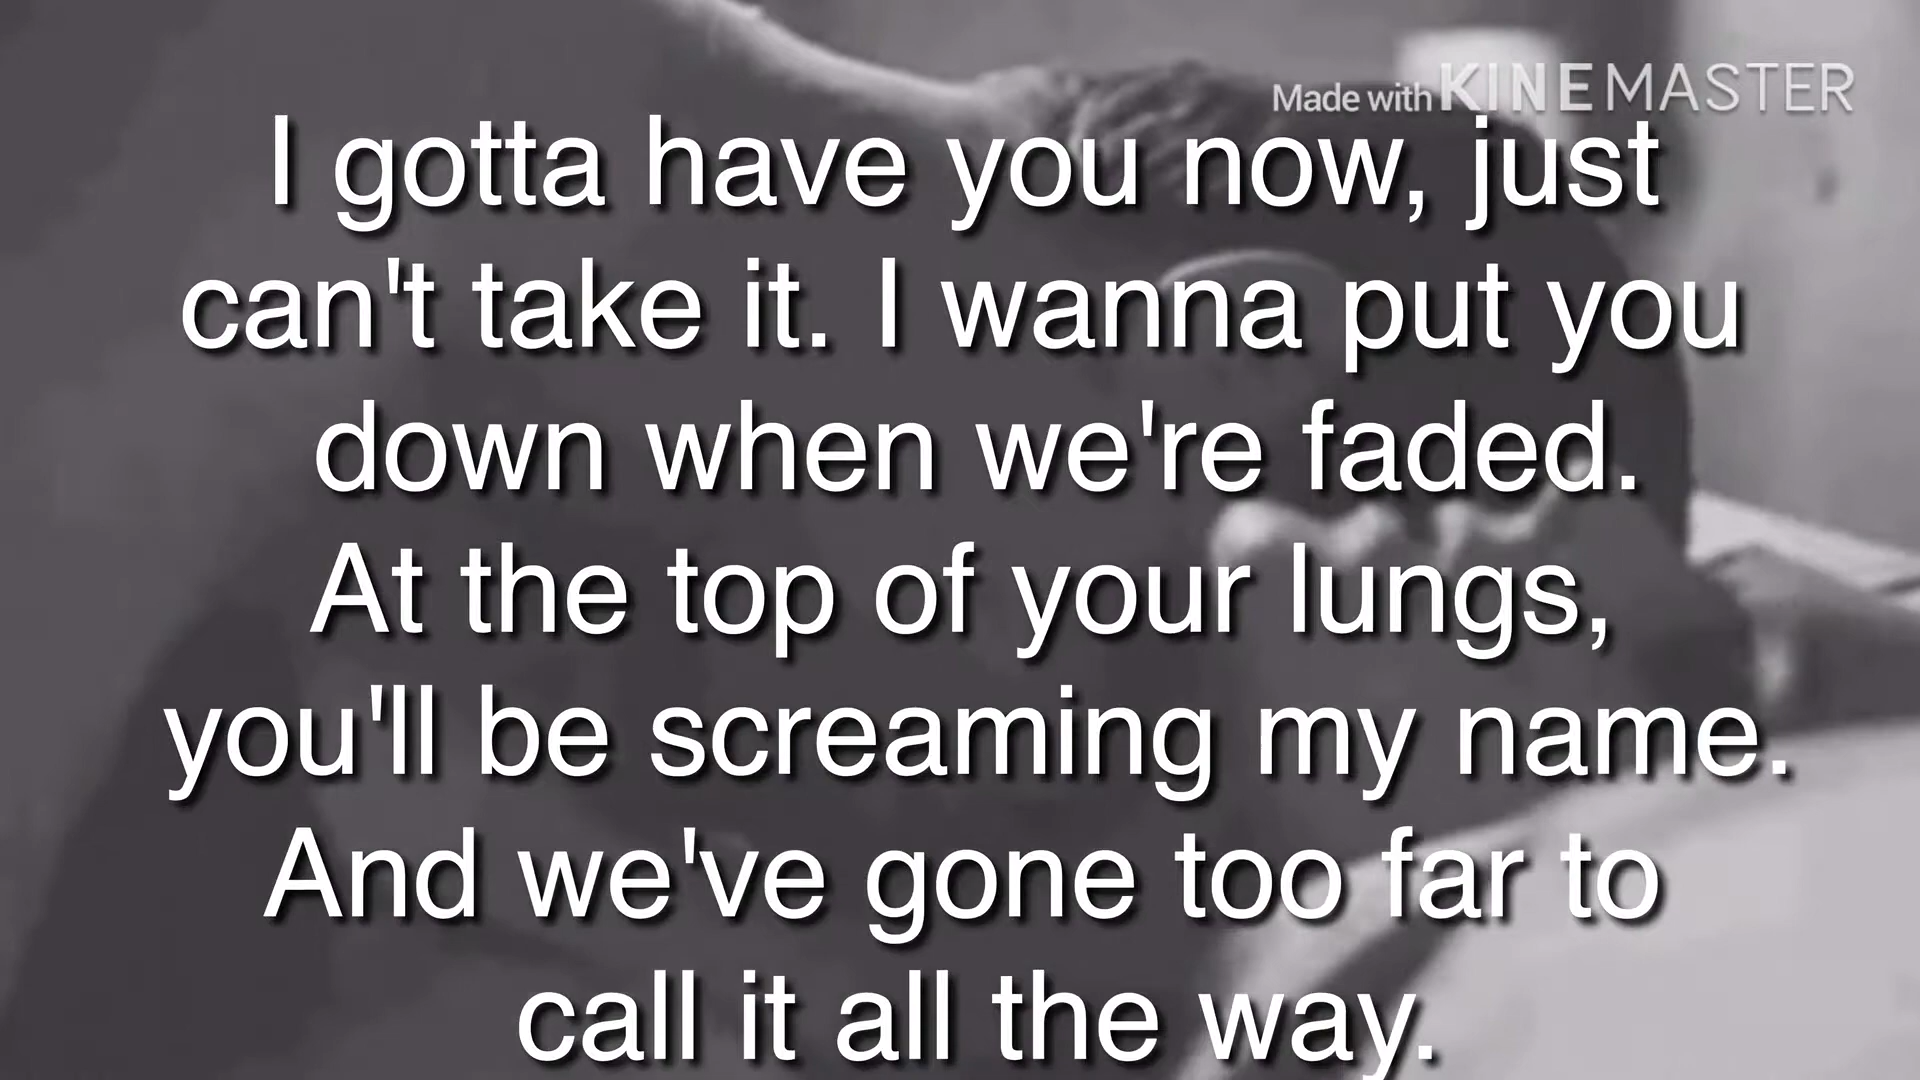 Made with KINEMASTER
I gotta have you now, just
can't take it. I wanna put you
down when we're faded.
At the top of your lungs,
you'll be screaming my name.
And we've gone too far to
call it all the way.